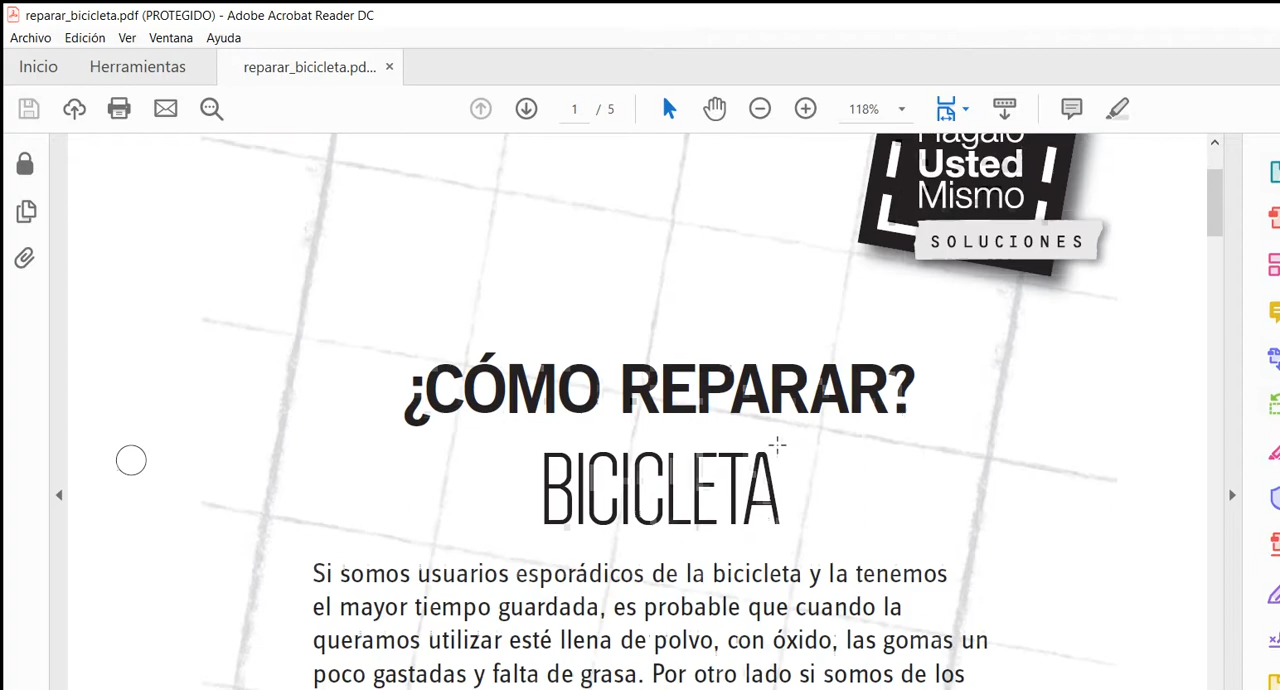 reparar_bicicleta.pdf (PROTEGIDO) - Adobe Acrobat Reader DC
Archivo Edición Ver Ventana Ayuda
Inicio Herramientas reparar_bicicleta.pd... ×
1 / 5 118%
Hágalo
Usted
Mismo
SOLUCIONES
¿CÓMO REPARAR?
BICICLETA
Si somos usuarios esporádicos de la bicicleta y la tenemos
el mayor tiempo guardada, es probable que cuando la
queramos utilizar esté llena de polvo, con óxido, las gomas un
poco gastadas y falta de grasa. Por otro lado si somos de los